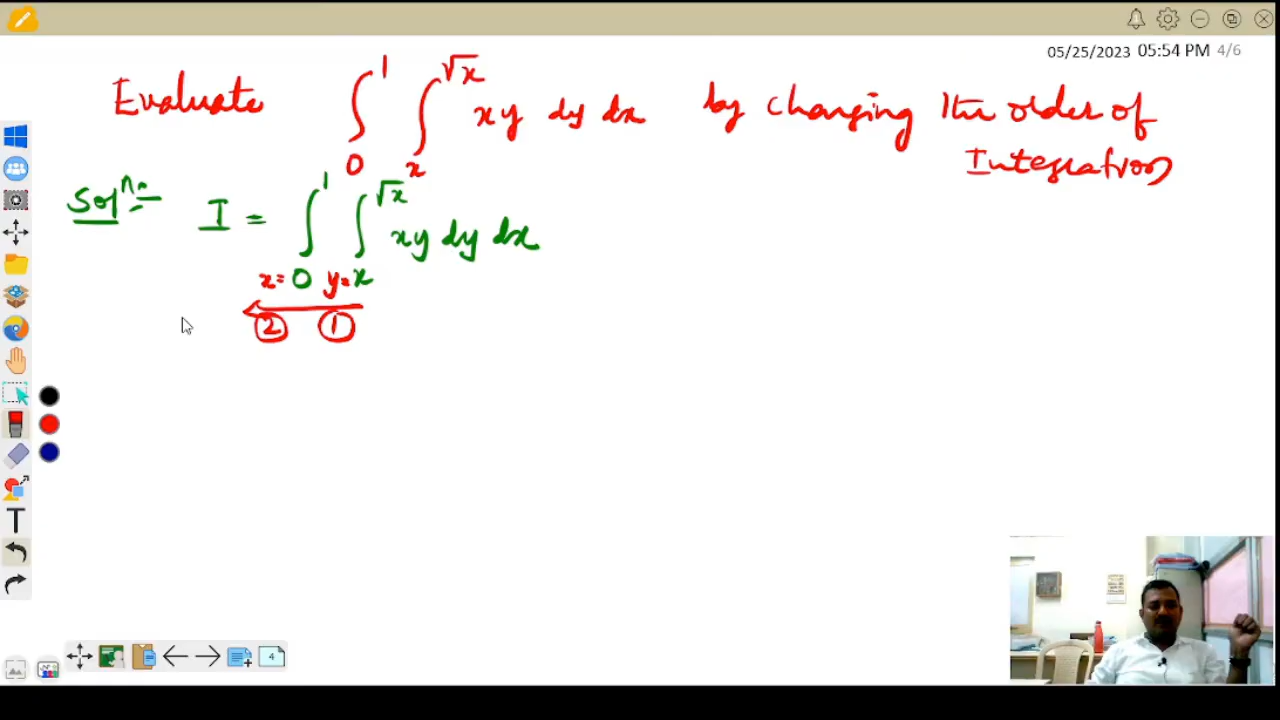 05/25/2023 05:54 PM 4/6
Evaluate ∫₀¹ ∫ₓ^√x xy dy dx by changing the order of
Integration
Solⁿ:- I = ∫_{x=0}^{1} ∫_{y=x}^{√x} xy dy dx
② ①
T
4